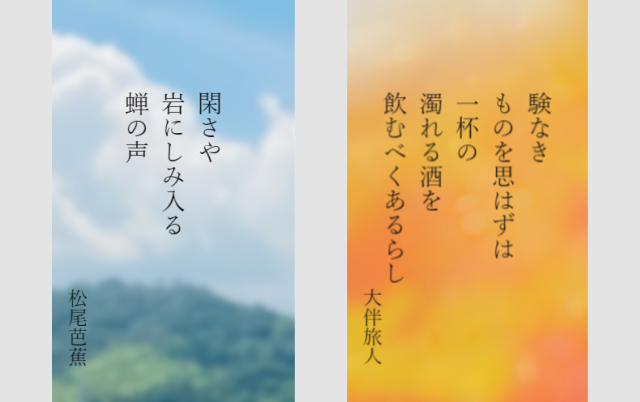 閑さや
岩にしみ入る
蝉の声
松尾芭蕉
験なき
ものを思はずは
一杯の
濁れる酒を
飲むべくあるらし
大伴旅人